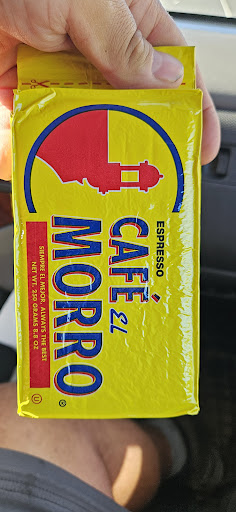 ESPRESSO
CAFÉ EL
MORRO®
SIEMPRE EL MEJOR. ALWAYS THE BEST
NET WT. 250 GRAMS 8.8 OZ
U